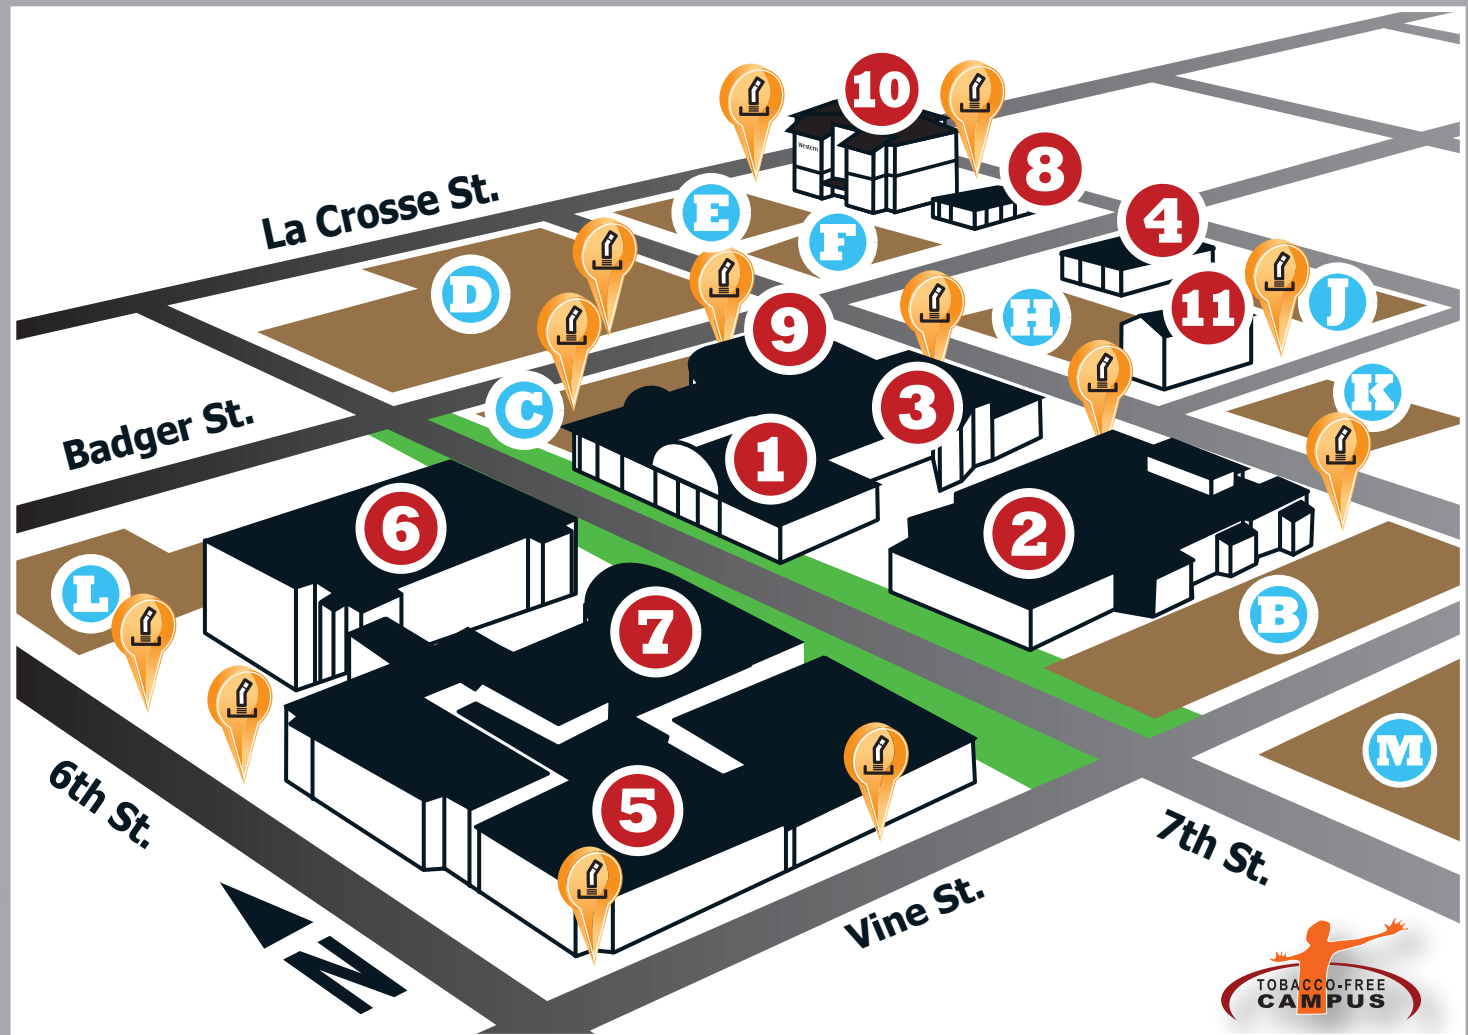 10
Western
8
E
4
La Crosse St.
F
D
11
J
H
9
C
3
K
Badger St.
1
6
2
L
B
7
M
6th St.
5
7th St.
Vine St.
N
TOBACCO-FREE
CAMPUS